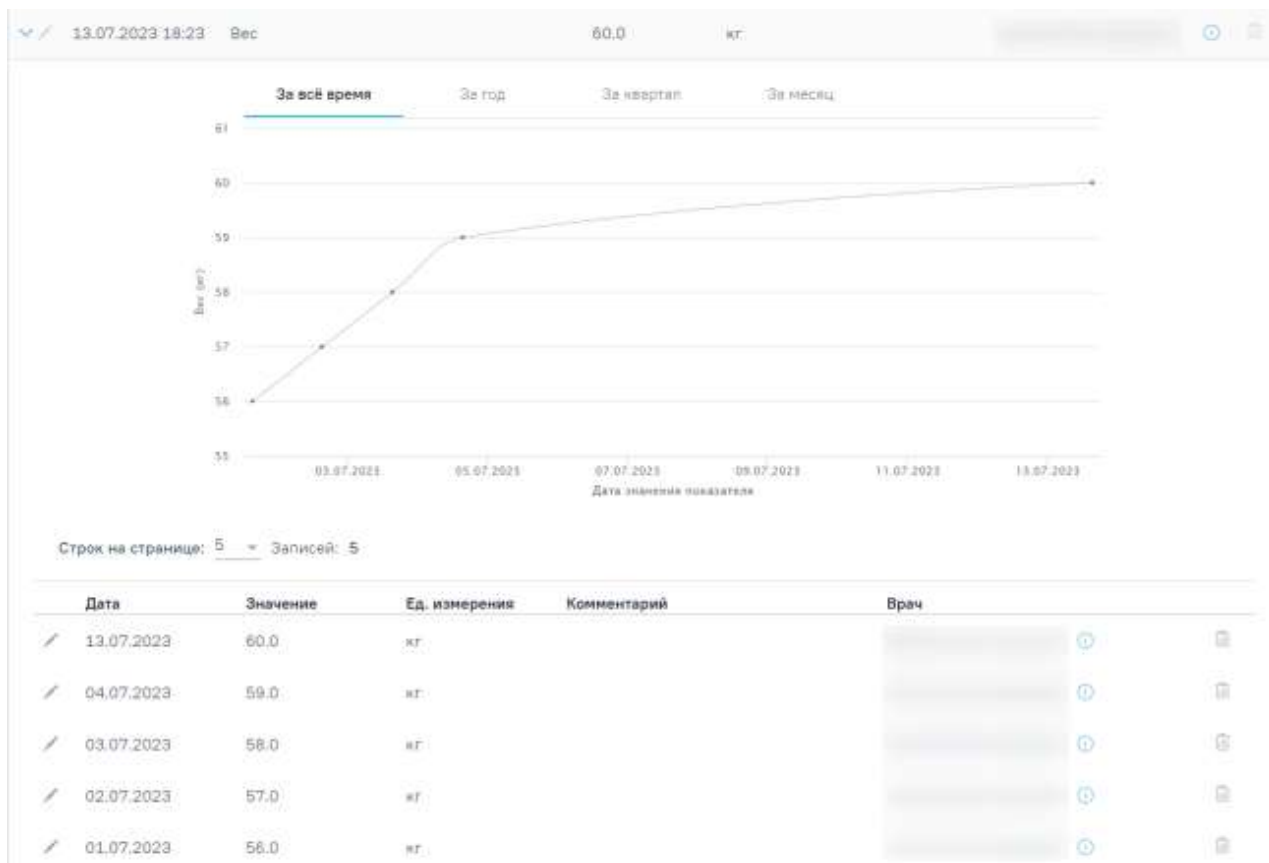 13.07.2023 18:23 Вес 60.0 кг
За всё время За год За квартал За месяц
61
60
59
58
57
56
55
Вес (кг)
03.07.2023 05.07.2023 07.07.2023 09.07.2023 11.07.2023 13.07.2023
Дата значения показателя
Строк на странице: 5 Записей: 5
Дата Значение Ед. измерения Комментарий Врач
13.07.2023 60.0 кг
04.07.2023 59.0 кг
03.07.2023 58.0 кг
02.07.2023 57.0 кг
01.07.2023 56.0 кг